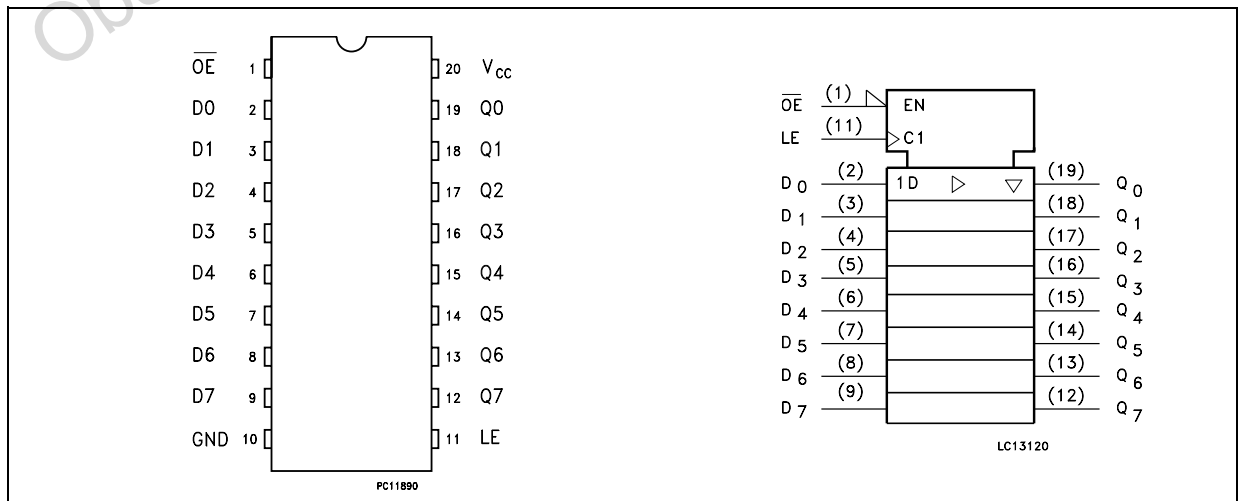 O̅E̅ 1 20 VCC
D0 2 19 Q0
D1 3 18 Q1
D2 4 17 Q2
D3 5 16 Q3
D4 6 15 Q4
D5 7 14 Q5
D6 8 13 Q6
D7 9 12 Q7
GND 10 11 LE
PC11890
O̅E̅ (1) EN
LE (11) C1
D0 (2) 1D (19) Q0
D1 (3) (18) Q1
D2 (4) (17) Q2
D3 (5) (16) Q3
D4 (6) (15) Q4
D5 (7) (14) Q5
D6 (8) (13) Q6
D7 (9) (12) Q7
LC13120